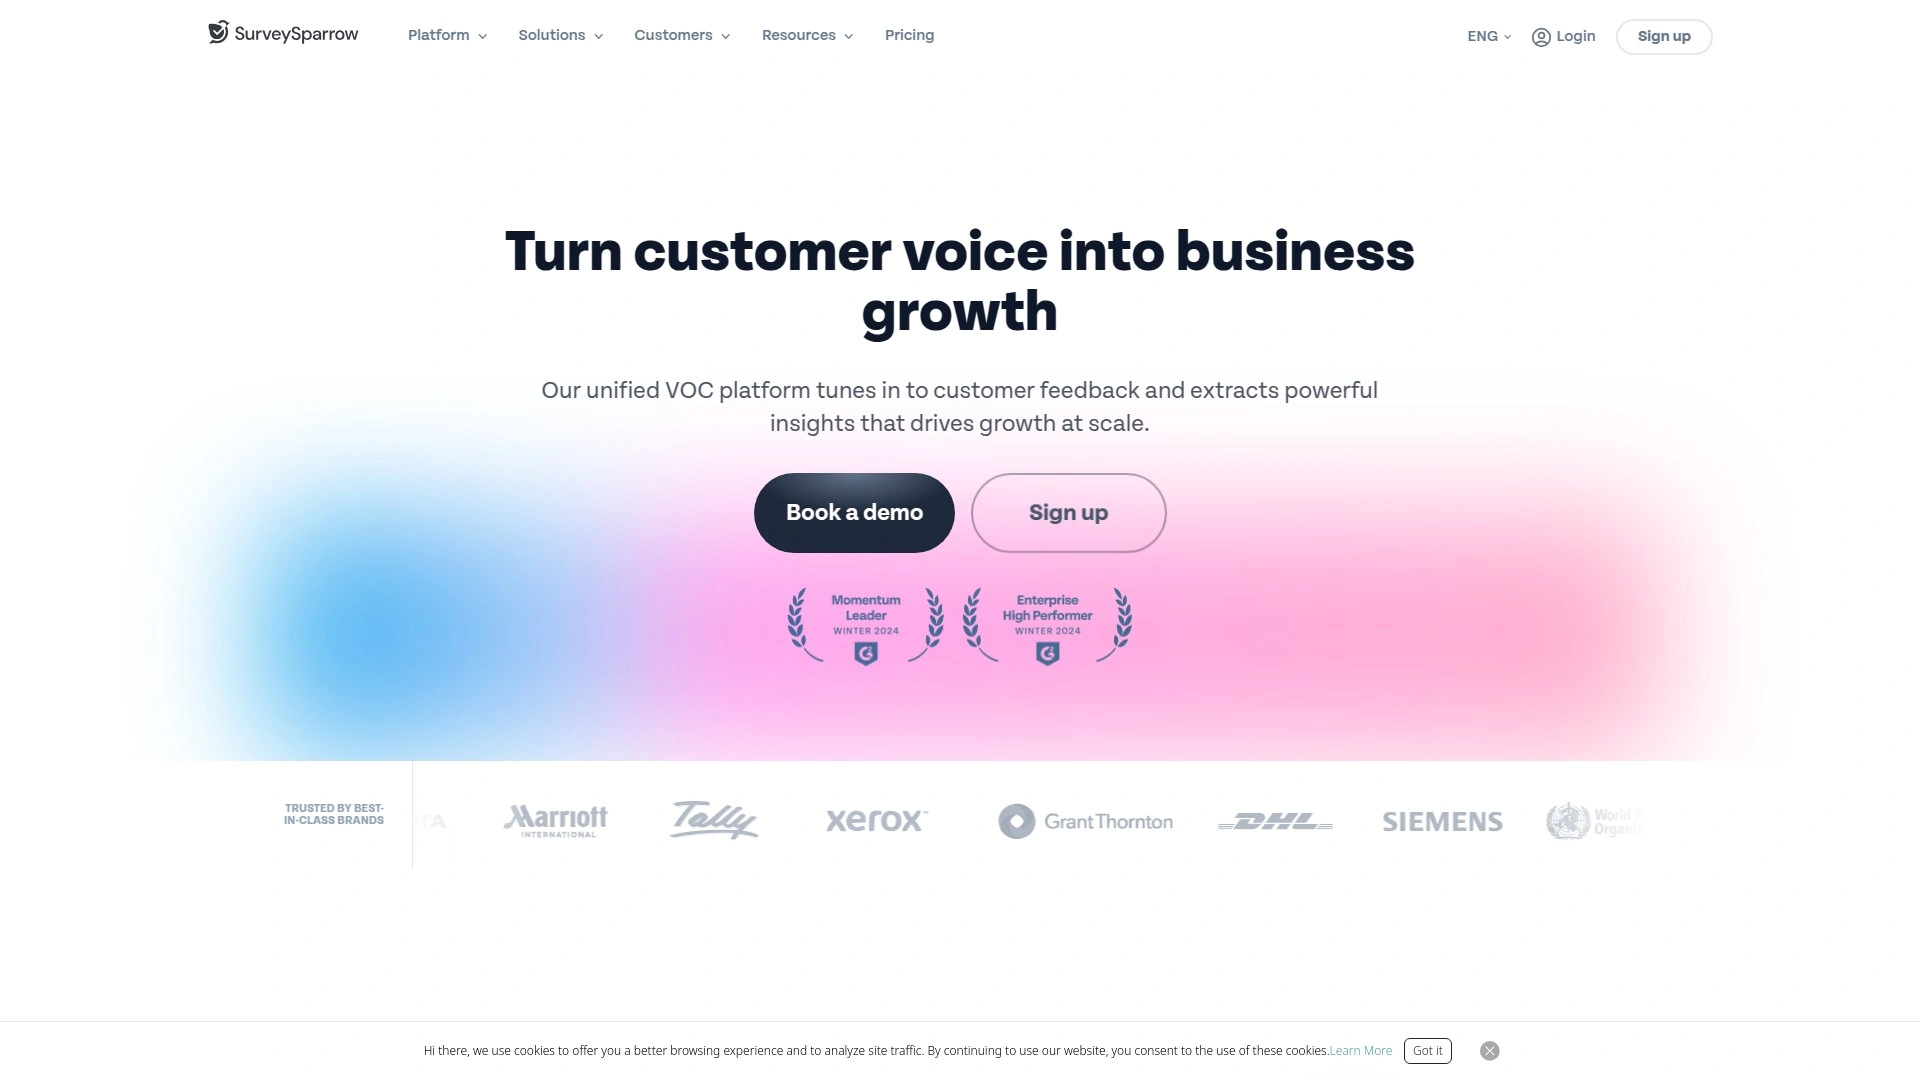 SurveySparrow
Platform
Solutions
Customers
Resources
Pricing
ENG
Login
Sign up
Turn customer voice into business
growth
Our unified VOC platform tunes in to customer feedback and extracts powerful
insights that drives growth at scale.
Book a demo
Sign up
Momentum
Leader
WINTER 2024
Enterprise
High Performer
WINTER 2024
TRUSTED BY BEST-
IN-CLASS BRANDS
Marriott
INTERNATIONAL
Tally
xerox™
GrantThornton
DHL
SIEMENS
World
Hi there, we use cookies to offer you a better browsing experience and to analyze site traffic. By continuing to use our website, you consent to the use of these cookies.Learn More
Got it